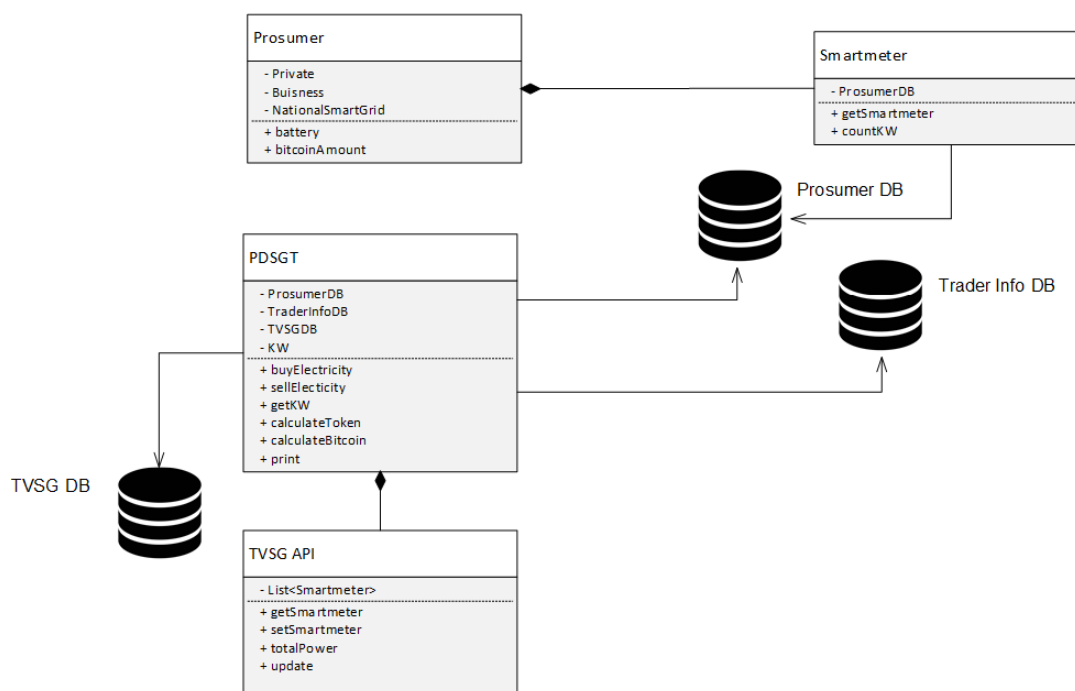 Prosumer
- Private
- Buisness
- NationalSmartGrid
+ battery
+ bitcoinAmount
Smartmeter
- ProsumerDB
+ getSmartmeter
+ countKW
Prosumer DB
Trader Info DB
PDSGT
- ProsumerDB
- TraderInfoDB
- TVSGDB
- KW
+ buyElectricity
+ sellElecticity
+ getKW
+ calculateToken
+ calculateBitcoin
+ print
TVSG DB
TVSG API
- List<Smartmeter>
+ getSmartmeter
+ setSmartmeter
+ totalPower
+ update